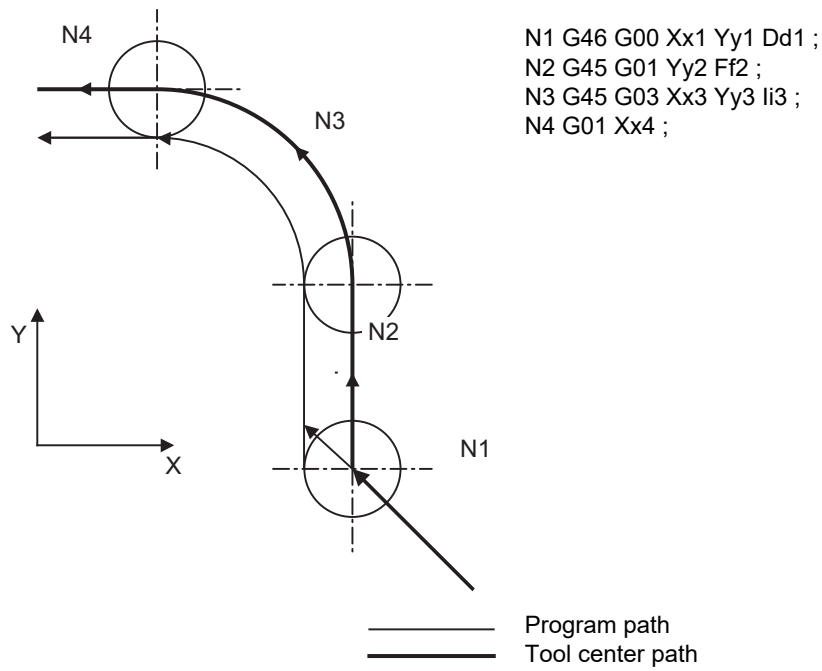 N4
N3
N2
N1
Y
X
N1 G46 G00 Xx1 Yy1 Dd1 ;
N2 G45 G01 Yy2 Ff2 ;
N3 G45 G03 Xx3 Yy3 Ii3 ;
N4 G01 Xx4 ;
Program path
Tool center path